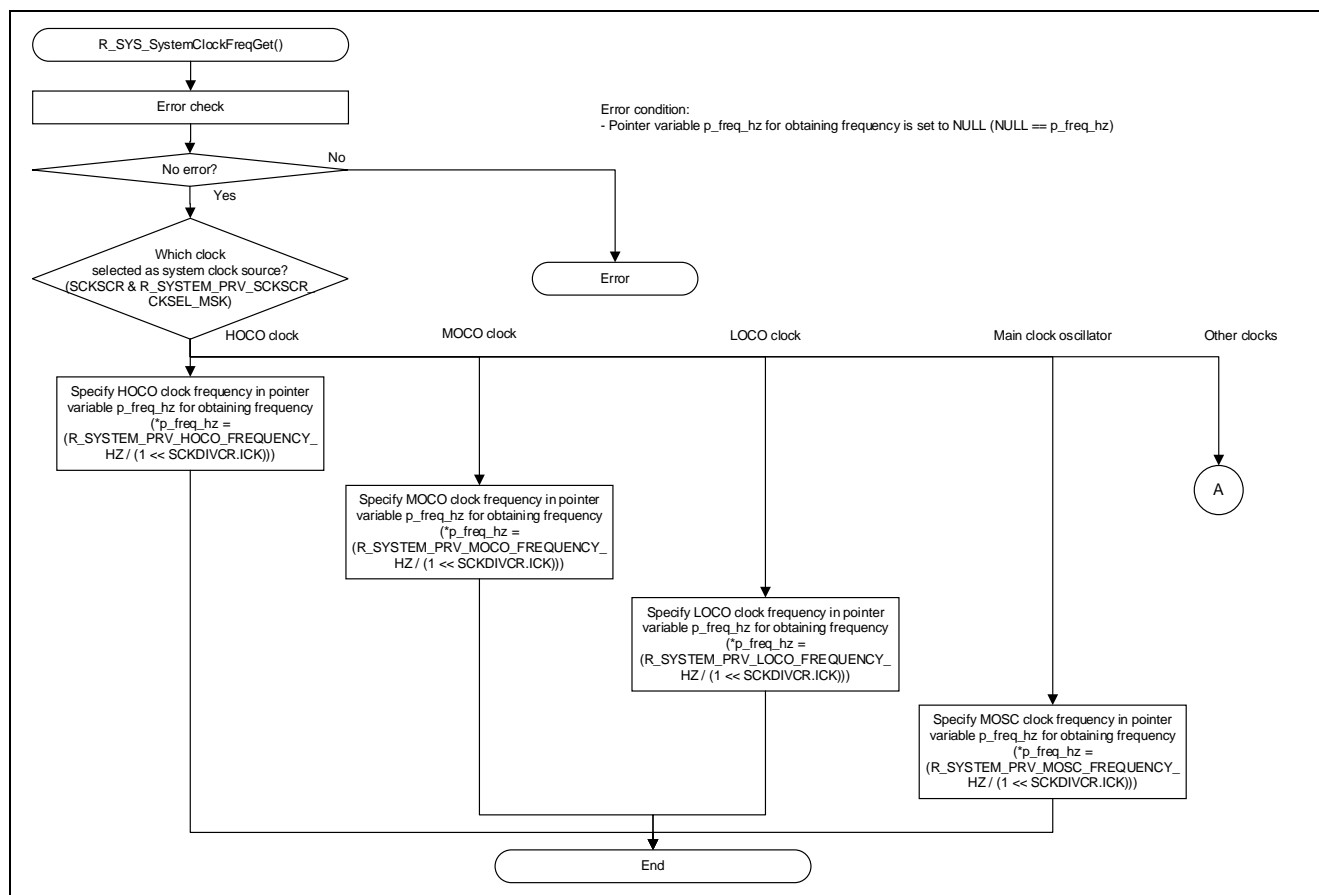 R_SYS_SystemClockFreqGet()
Error check
Error condition:
- Pointer variable p_freq_hz for obtaining frequency is set to NULL (NULL == p_freq_hz)
No error?
No
Yes
Which clock
selected as system clock source?
(SCKSCR & R_SYSTEM_PRV_SCKSCR_
CKSEL_MSK)
Error
HOCO clock
MOCO clock
LOCO clock
Main clock oscillator
Other clocks
Specify HOCO clock frequency in pointer
variable p_freq_hz for obtaining frequency
(*p_freq_hz =
(R_SYSTEM_PRV_HOCO_FREQUENCY_
HZ / (1 << SCKDIVCR.ICK)))
Specify MOCO clock frequency in pointer
variable p_freq_hz for obtaining frequency
(*p_freq_hz =
(R_SYSTEM_PRV_MOCO_FREQUENCY_
HZ / (1 << SCKDIVCR.ICK)))
A
Specify LOCO clock frequency in pointer
variable p_freq_hz for obtaining frequency
(*p_freq_hz =
(R_SYSTEM_PRV_LOCO_FREQUENCY_
HZ / (1 << SCKDIVCR.ICK)))
Specify MOSC clock frequency in pointer
variable p_freq_hz for obtaining frequency
(*p_freq_hz =
(R_SYSTEM_PRV_MOSC_FREQUENCY_
HZ / (1 << SCKDIVCR.ICK)))
End